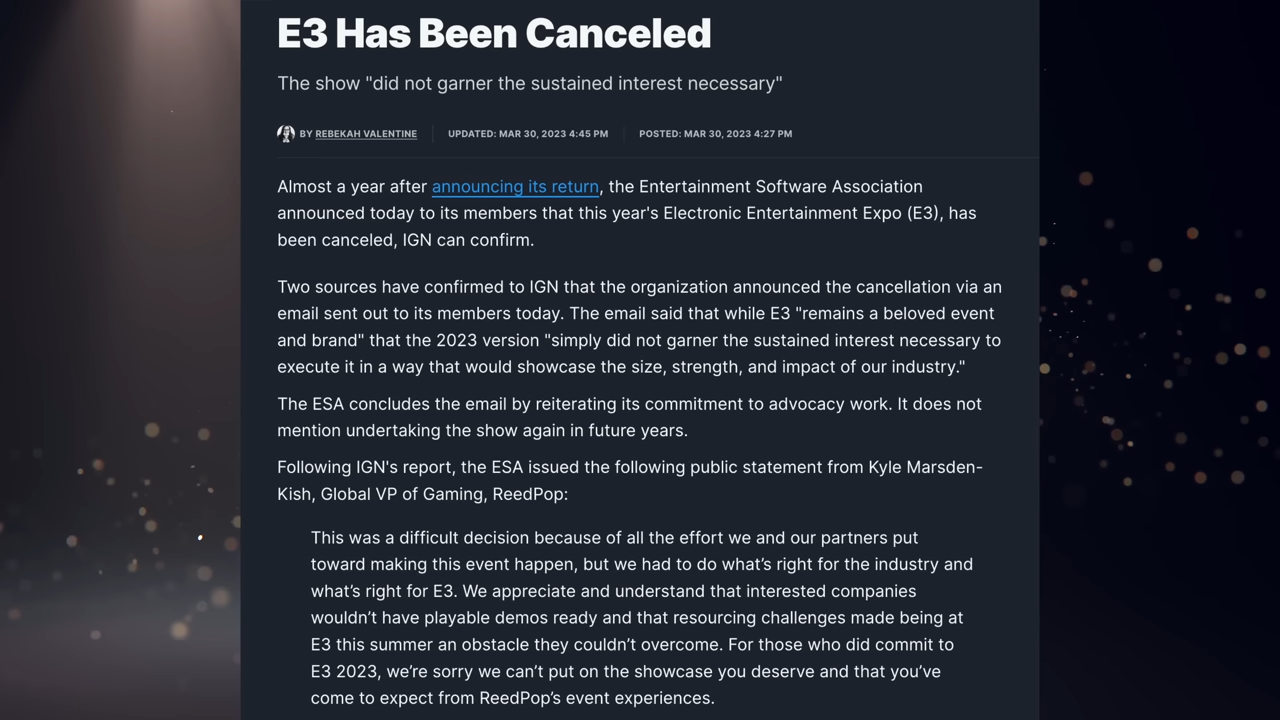 E3 Has Been Canceled
The show "did not garner the sustained interest necessary"
BY REBEKAH VALENTINE UPDATED: MAR 30, 2023 4:45 PM POSTED: MAR 30, 2023 4:27 PM
Almost a year after announcing its return, the Entertainment Software Association
announced today to its members that this year's Electronic Entertainment Expo (E3), has
been canceled, IGN can confirm.
Two sources have confirmed to IGN that the organization announced the cancellation via an
email sent out to its members today. The email said that while E3 "remains a beloved event
and brand" that the 2023 version "simply did not garner the sustained interest necessary to
execute it in a way that would showcase the size, strength, and impact of our industry."
The ESA concludes the email by reiterating its commitment to advocacy work. It does not
mention undertaking the show again in future years.
Following IGN's report, the ESA issued the following public statement from Kyle Marsden-
Kish, Global VP of Gaming, ReedPop:
This was a difficult decision because of all the effort we and our partners put
toward making this event happen, but we had to do what’s right for the industry and
what’s right for E3. We appreciate and understand that interested companies
wouldn’t have playable demos ready and that resourcing challenges made being at
E3 this summer an obstacle they couldn’t overcome. For those who did commit to
E3 2023, we’re sorry we can’t put on the showcase you deserve and that you’ve
come to expect from ReedPop’s event experiences.